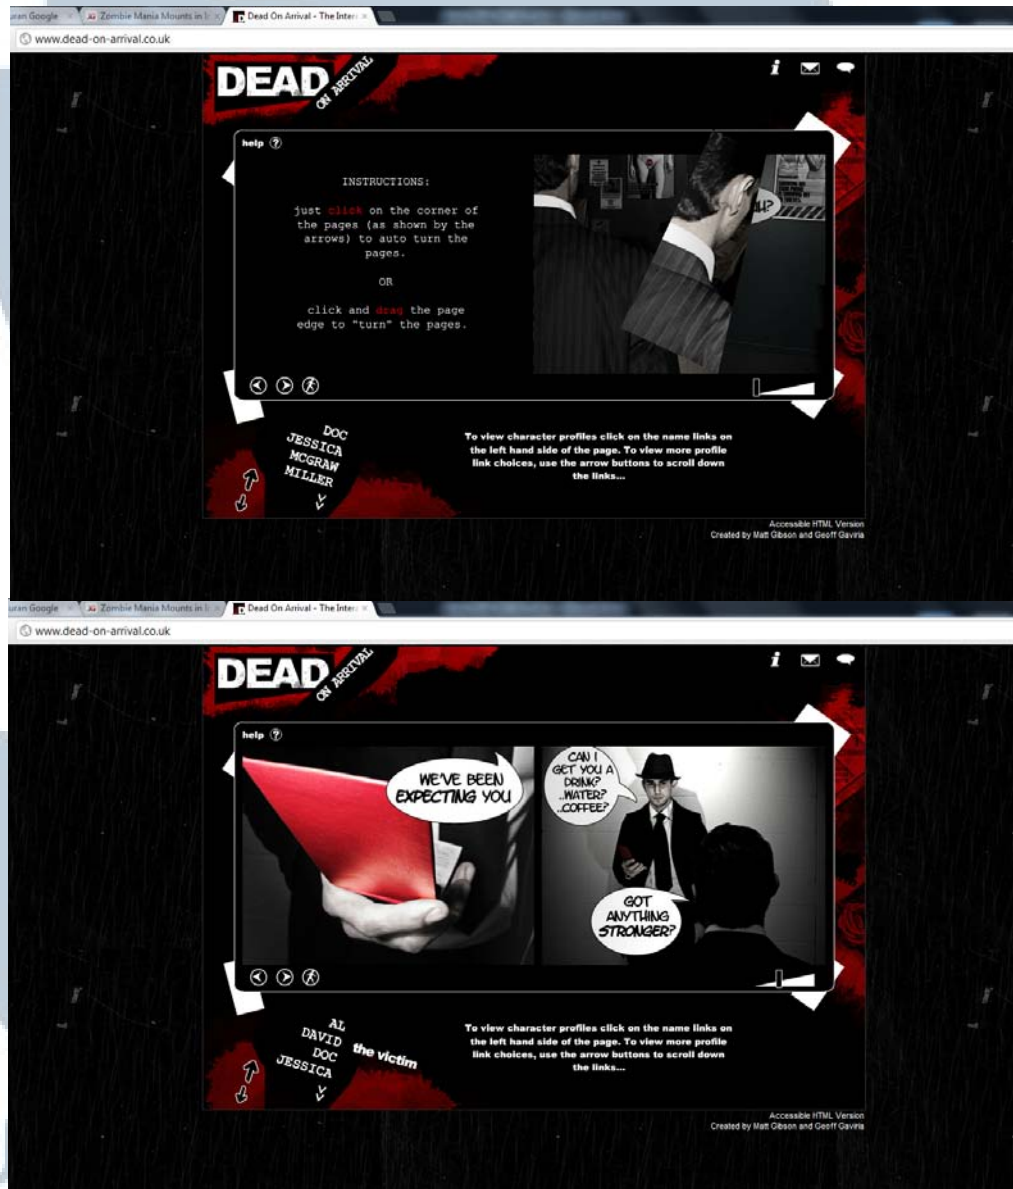 uran Google
Zombie Mania Mounts in
Dead On Arrival - The Inter
www.dead-on-arrival.co.uk
DEAD
ON ARRIVAL
i
help ?
INSTRUCTIONS:
just click on the corner of
the pages (as shown by the
arrows) to auto turn the
pages.
OR
click and drag the page
edge to "turn" the pages.
H?
DOC
JESSICA
MCGRAW
MILLER
To view character profiles click on the name links on
the left hand side of the page. To view more profile
link choices, use the arrow buttons to scroll down
the links...
Accessible HTML Version
Created by Matt Gibson and Geoff Gaviria
uran Google
Zombie Mania Mounts in
Dead On Arrival - The Inter
www.dead-on-arrival.co.uk
DEAD
ON ARRIVAL
i
help ?
WE'VE BEEN
EXPECTING YOU
CAN I
GET YOU A
DRINK?
..WATER?
..COFFEE?
GOT
ANYTHING
STRONGER?
AL
DAVID
DOC
JESSICA
the victim
To view character profiles click on the name links on
the left hand side of the page. To view more profile
link choices, use the arrow buttons to scroll down
the links...
Accessible HTML Version
Created by Matt Gibson and Geoff Gaviria